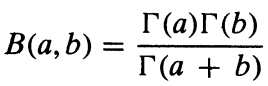 B(a, b) = Γ(a)Γ(b) / Γ(a + b)